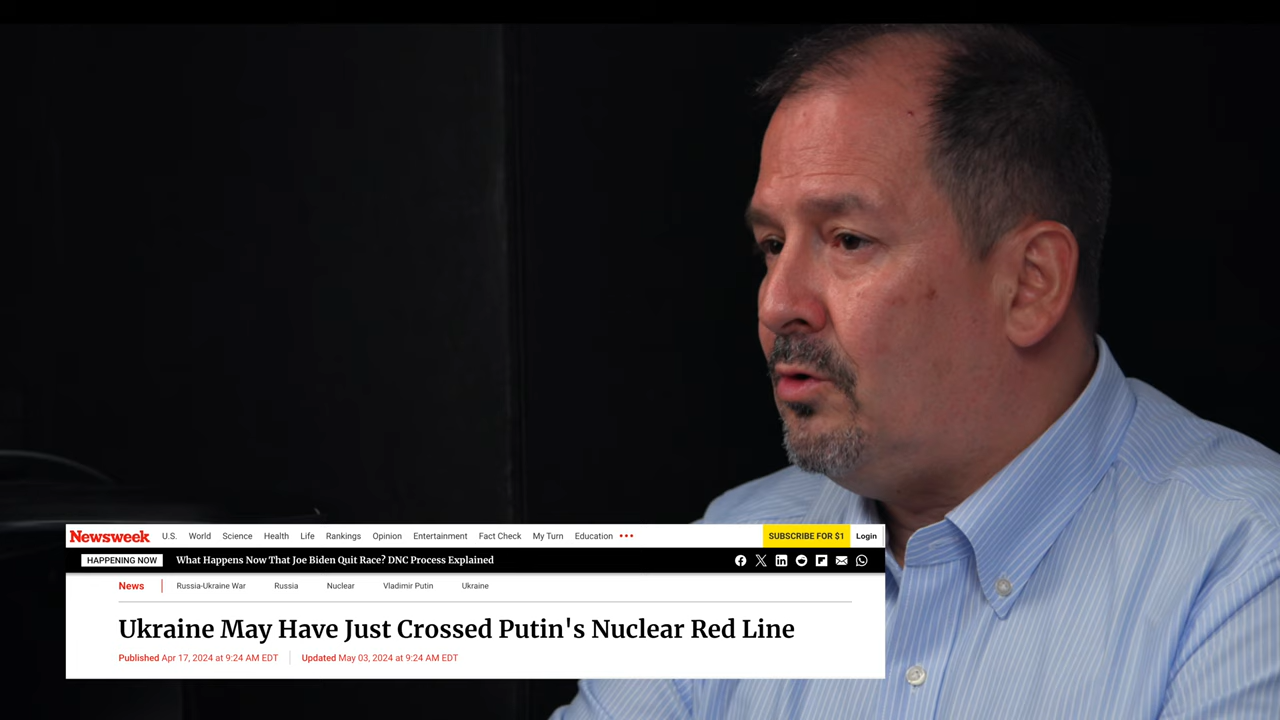 Newsweek U.S. World Science Health Life Rankings Opinion Entertainment Fact Check My Turn Education ••• SUBSCRIBE FOR $1 Login
HAPPENING NOW What Happens Now That Joe Biden Quit Race? DNC Process Explained
News Russia-Ukraine War Russia Nuclear Vladimir Putin Ukraine
Ukraine May Have Just Crossed Putin's Nuclear Red Line
Published Apr 17, 2024 at 9:24 AM EDT Updated May 03, 2024 at 9:24 AM EDT